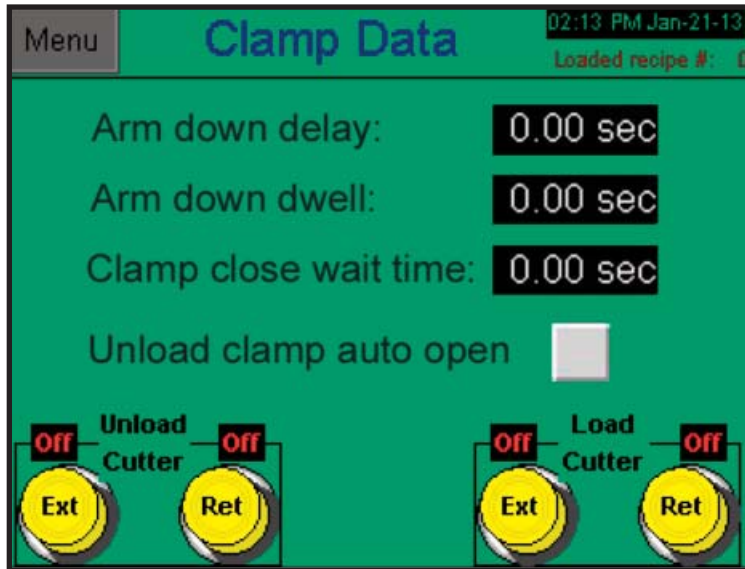 Menu
Clamp Data
02:13 PM Jan-21-13
Loaded recipe #:
Arm down delay: 0.00 sec
Arm down dwell: 0.00 sec
Clamp close wait time: 0.00 sec
Unload clamp auto open
Off Unload Off
Cutter
Ext Ret
Off Load Off
Cutter
Ext Ret